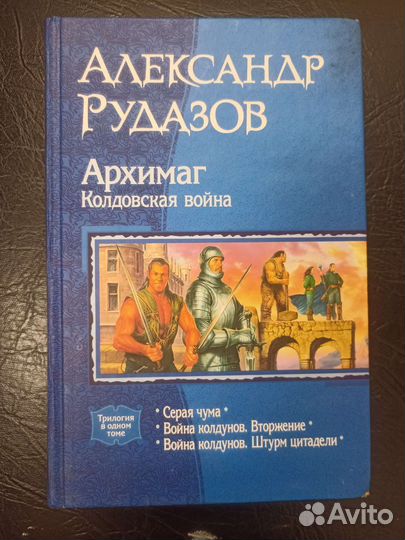 Александр
Рудазов
Архимаг
Колдовская война
Трилогия
в одном
томе
• Серая чума •
• Война колдунов. Вторжение •
• Война колдунов. Штурм цитадели •
Avito